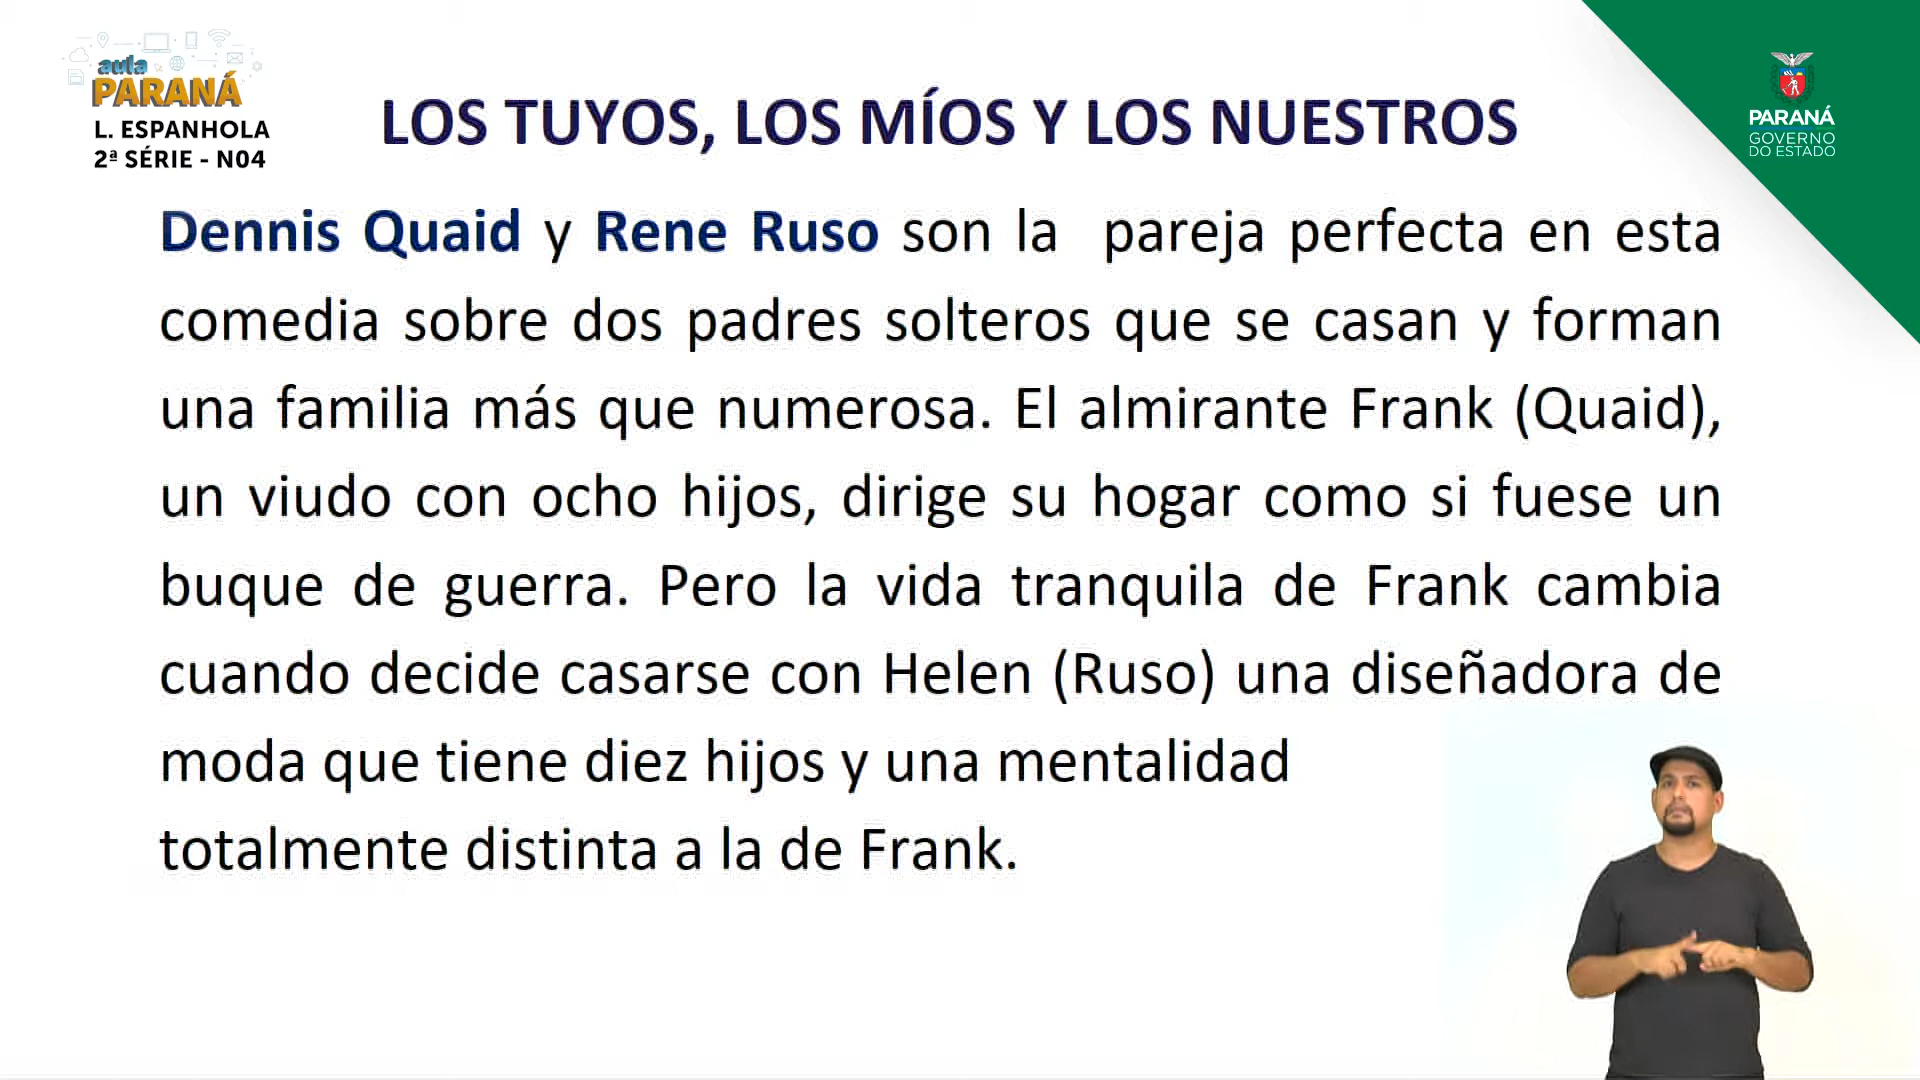 aula
PARANÁ
L. ESPANHOLA
2ª SÉRIE - N04
PARANÁ
GOVERNO
DO ESTADO
LOS TUYOS, LOS MÍOS Y LOS NUESTROS
Dennis Quaid y Rene Ruso son la pareja perfecta en esta
comedia sobre dos padres solteros que se casan y forman
una familia más que numerosa. El almirante Frank (Quaid),
un viudo con ocho hijos, dirige su hogar como si fuese un
buque de guerra. Pero la vida tranquila de Frank cambia
cuando decide casarse con Helen (Ruso) una diseñadora de
moda que tiene diez hijos y una mentalidad
totalmente distinta a la de Frank.